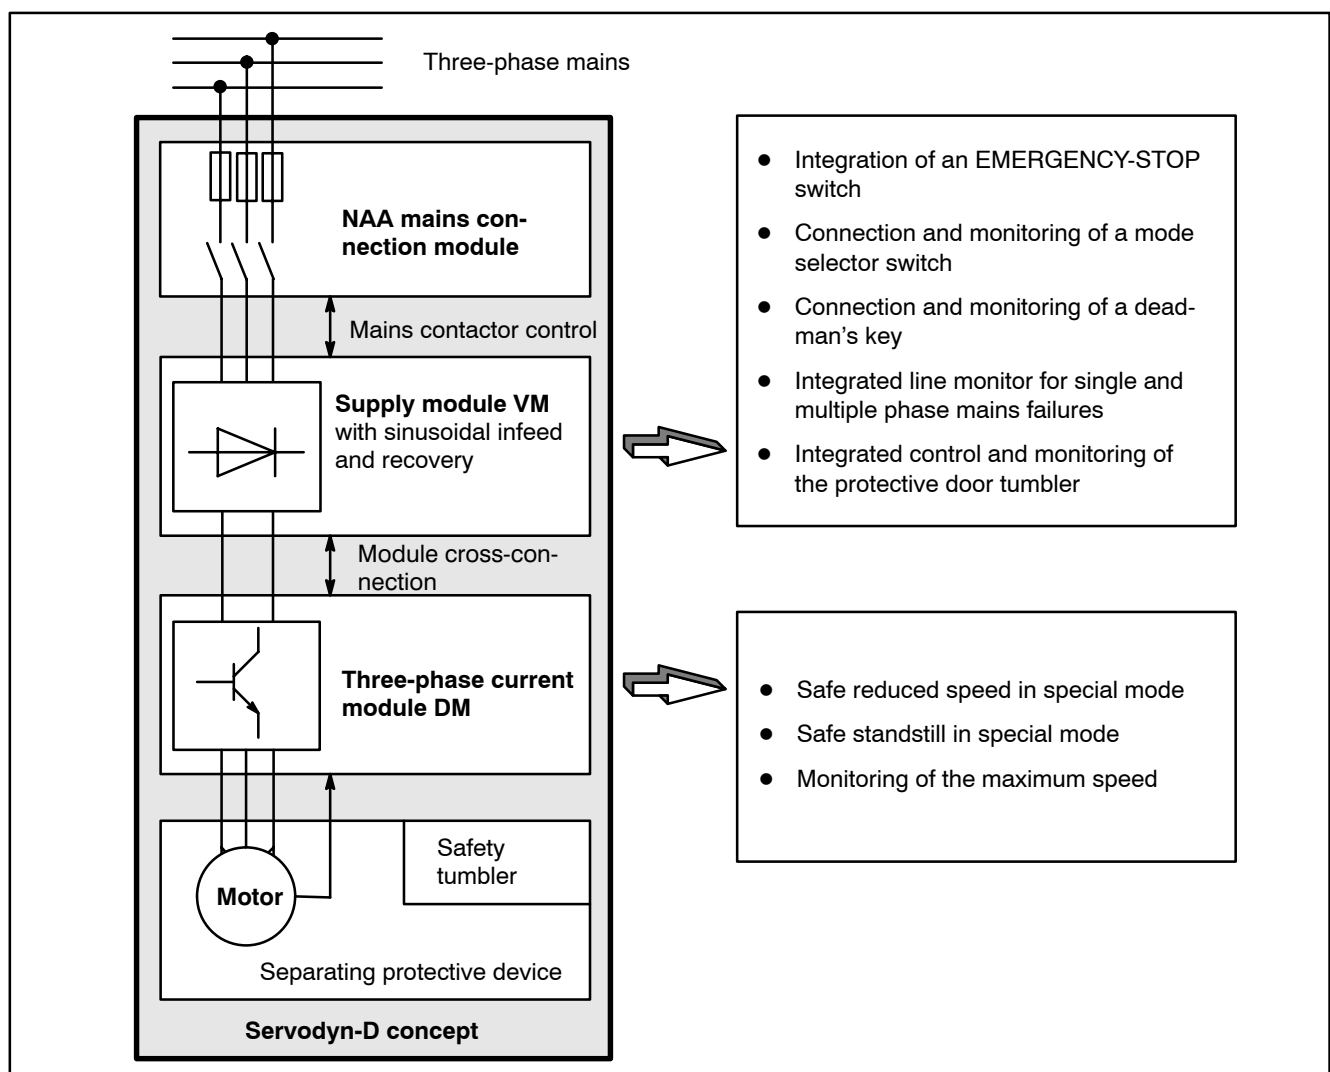 Three-phase mains
NAA mains con-
nection module
Mains contactor control
Supply module VM
with sinusoidal infeed
and recovery
Module cross-con-
nection
Three-phase current
module DM
Safety
tumbler
Motor
Separating protective device
Servodyn-D concept
● Integration of an EMERGENCY-STOP
switch
● Connection and monitoring of a mode
selector switch
● Connection and monitoring of a dead-
man’s key
● Integrated line monitor for single and
multiple phase mains failures
● Integrated control and monitoring of
the protective door tumbler
● Safe reduced speed in special mode
● Safe standstill in special mode
● Monitoring of the maximum speed